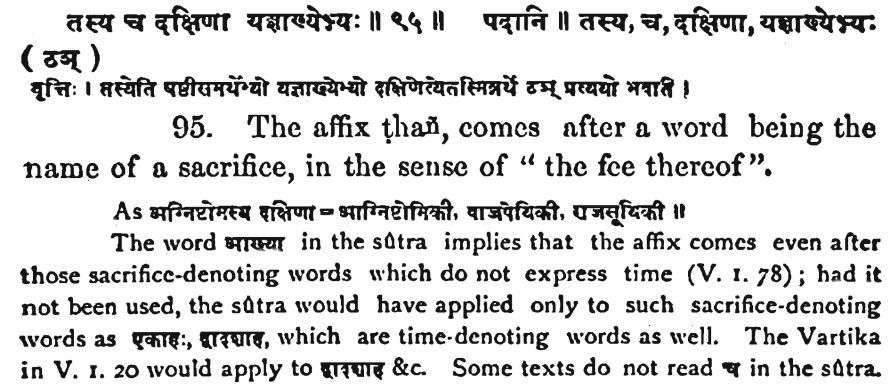 तस्य च दक्षिणा यज्ञाख्येभ्यः ॥ ९५ ॥ पदानि ॥ तस्य, च, दक्षिणा, यज्ञाख्येभ्यः
( ठञ् )
वृत्तिः । तस्येति षष्ठीसमर्थेभ्यो यज्ञाख्येभ्यो दक्षिणेत्येतस्मिन्नर्थे ठञ् प्रत्ययो भवति ।
95. The affix ṭhañ, comes after a word being the
name of a sacrifice, in the sense of “ the fee thereof”.
As अग्निष्टोमस्य दक्षिणा = आग्निष्टोमिकी, वाजपेयिकी, राजसूयिकी ॥
The word आख्या in the sûtra implies that the affix comes even after
those sacrifice-denoting words which do not express time (V. 1. 78) ; had it
not been used, the sûtra would have applied only to such sacrifice-denoting
words as एकाहः, द्वादशाह, which are time-denoting words as well. The Vartika
in V. 1. 20 would apply to द्वादशाह &c. Some texts do not read च in the sûtra.